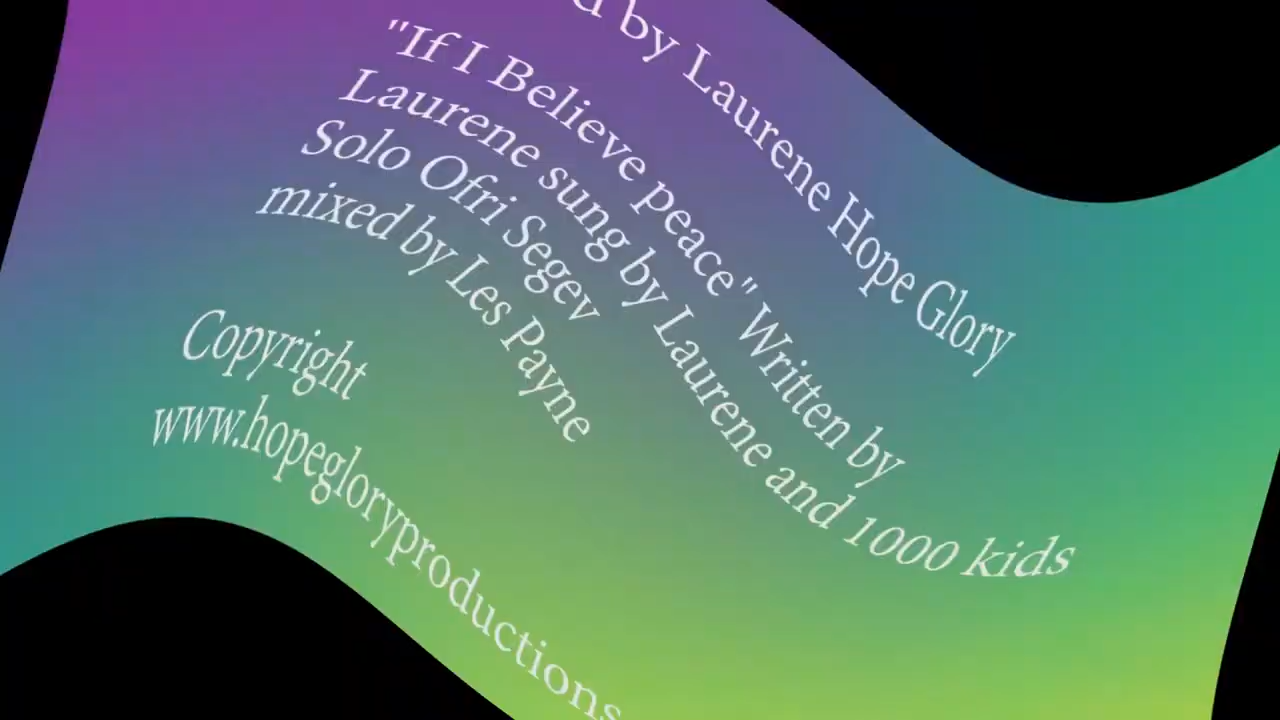 by Laurene Hope Glory
"If I Believe peace" Written by
Laurene sung by Laurene and 1000 kids
Solo Ofri Segev
mixed by Les Payne
Copyright
www.hopegloryproductions